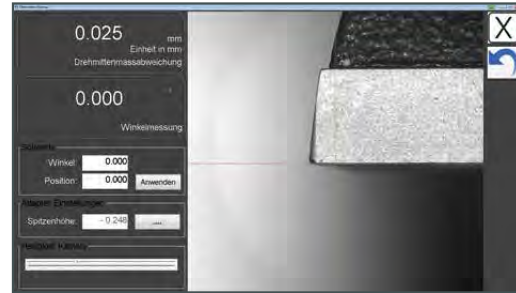 0.025
mm
Einheit in mm
Drehmittenmassabweichung
0.000
Winkelmessung
Winkel:
0.000
Position:
0.000
Anwenden
Spitzenhöhe:
- 0.248
....
X